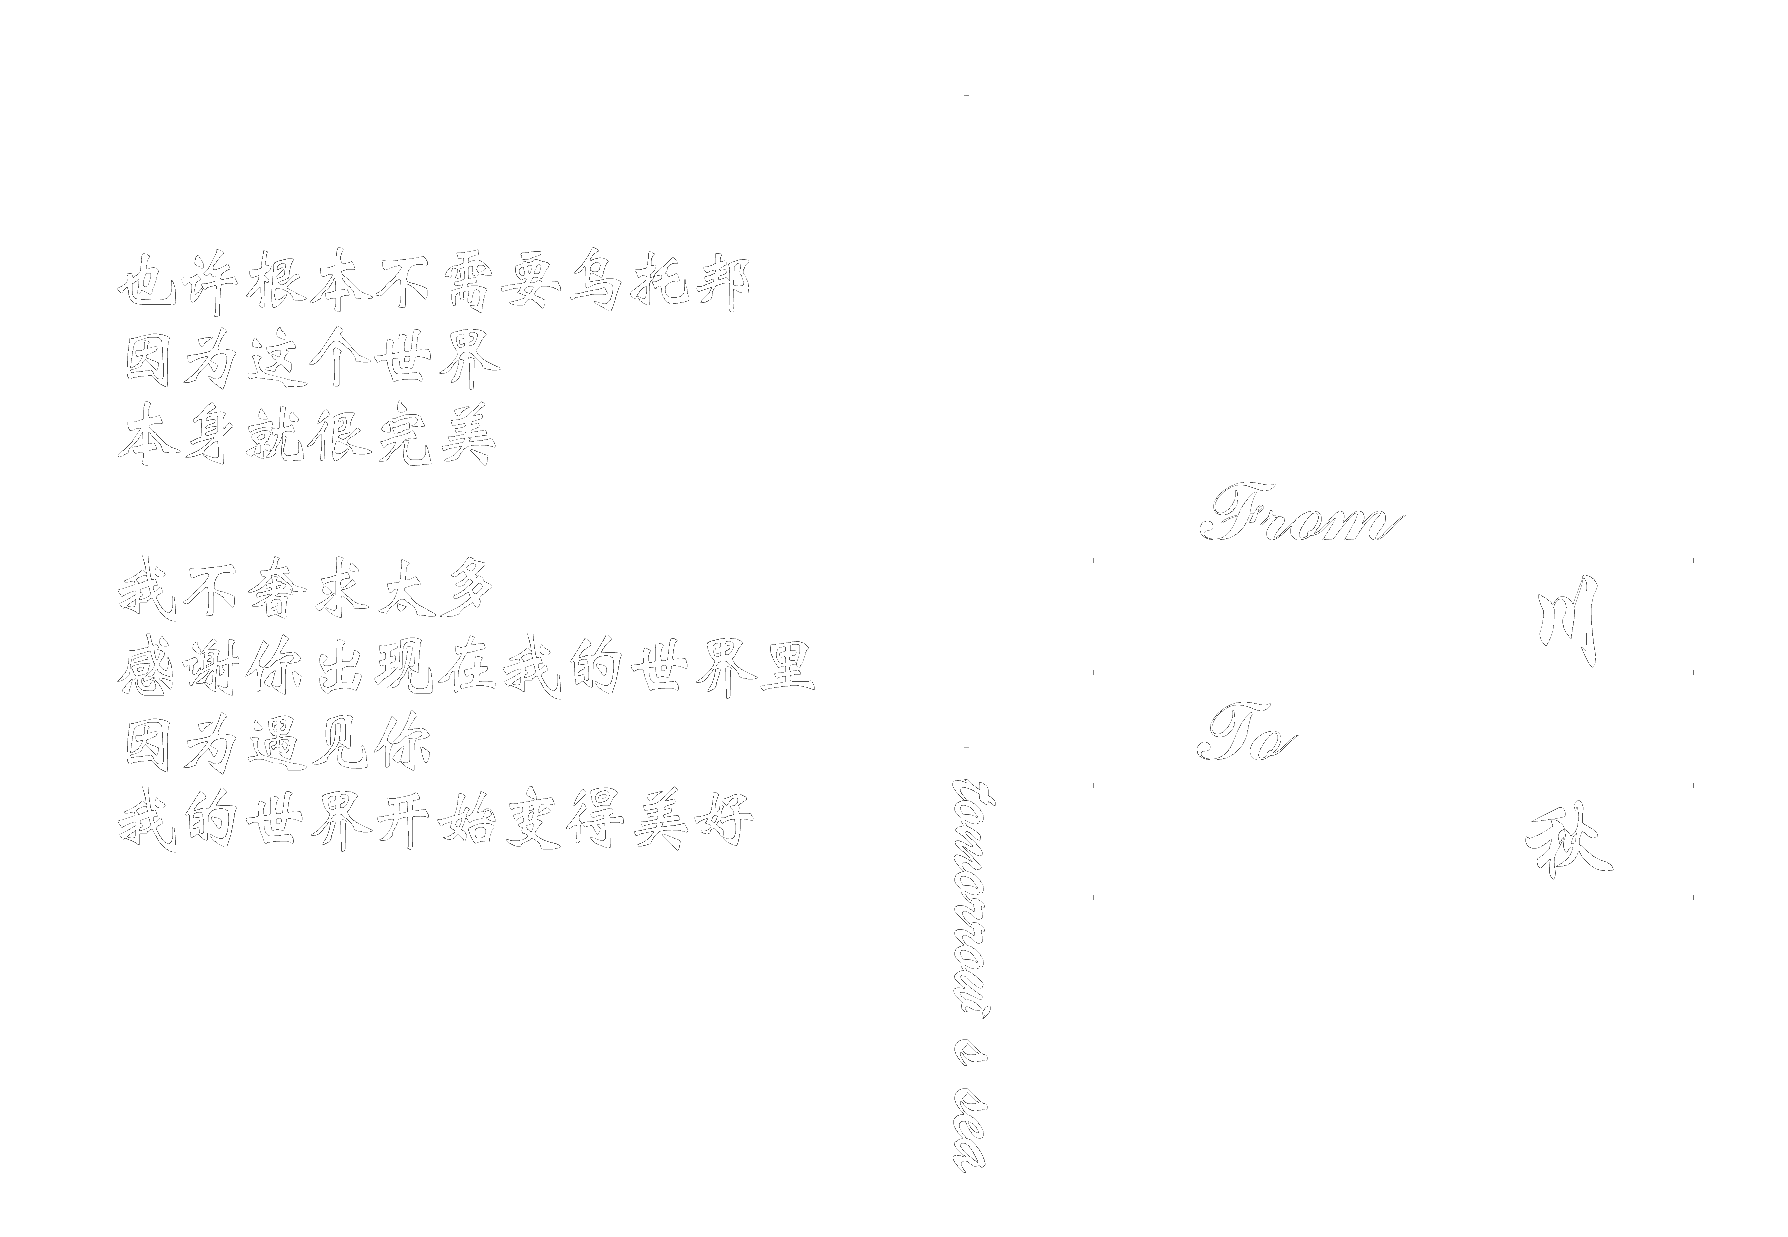 也许根本不需要乌托邦
因为这个世界
本身就很完美
我不奢求太多
感谢你出现在我的世界里
因为遇见你
我的世界开始变得美好
tomorrow' s sea
From
川
To
秋